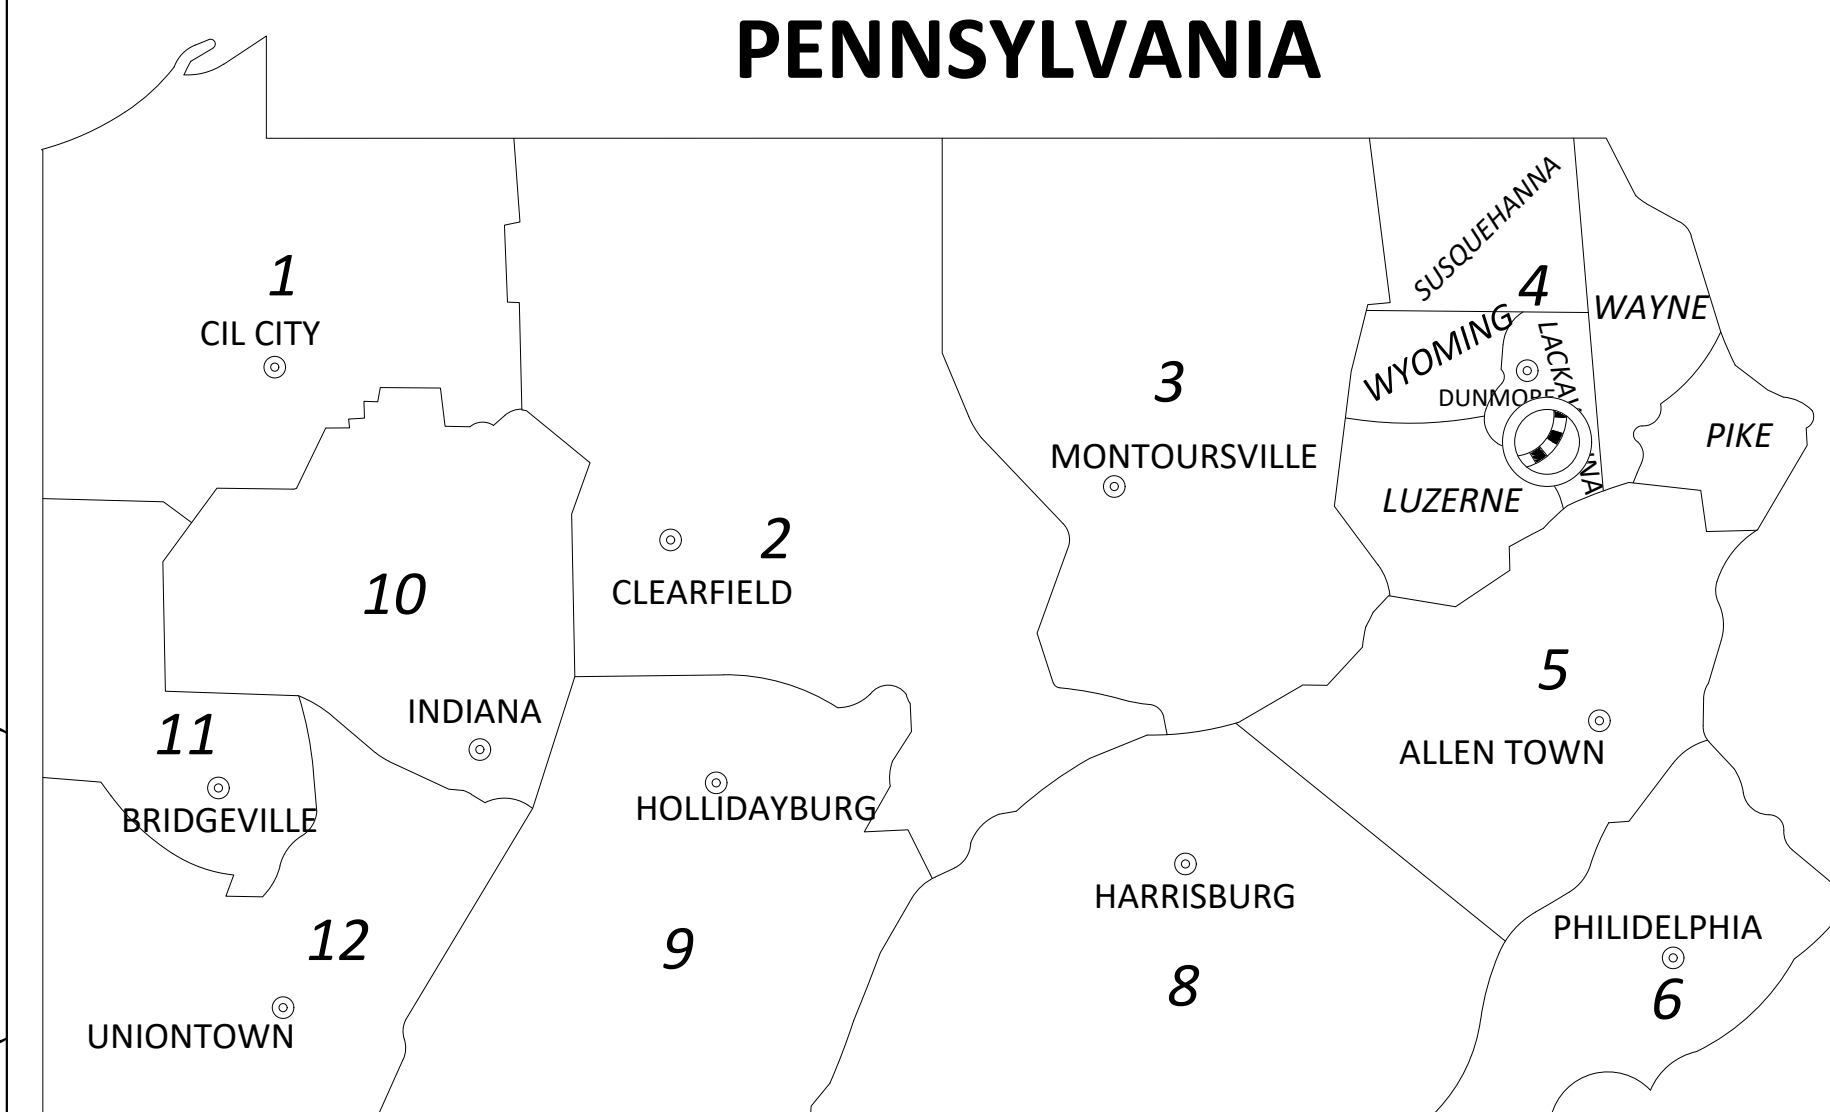 PENNSYLVANIA
SUSQUEHANNA
1
4
WAYNE
CIL CITY
WYOMING
3
DUNMORE
PIKE
MONTOURSVILLE
LUZERNE
2
10
CLEARFIELD
5
INDIANA
11
ALLEN TOWN
BRIDGEVILLE
HOLLIDAYBURG
HARRISBURG
PHILIDELPHIA
12
9
8
6
UNIONTOWN